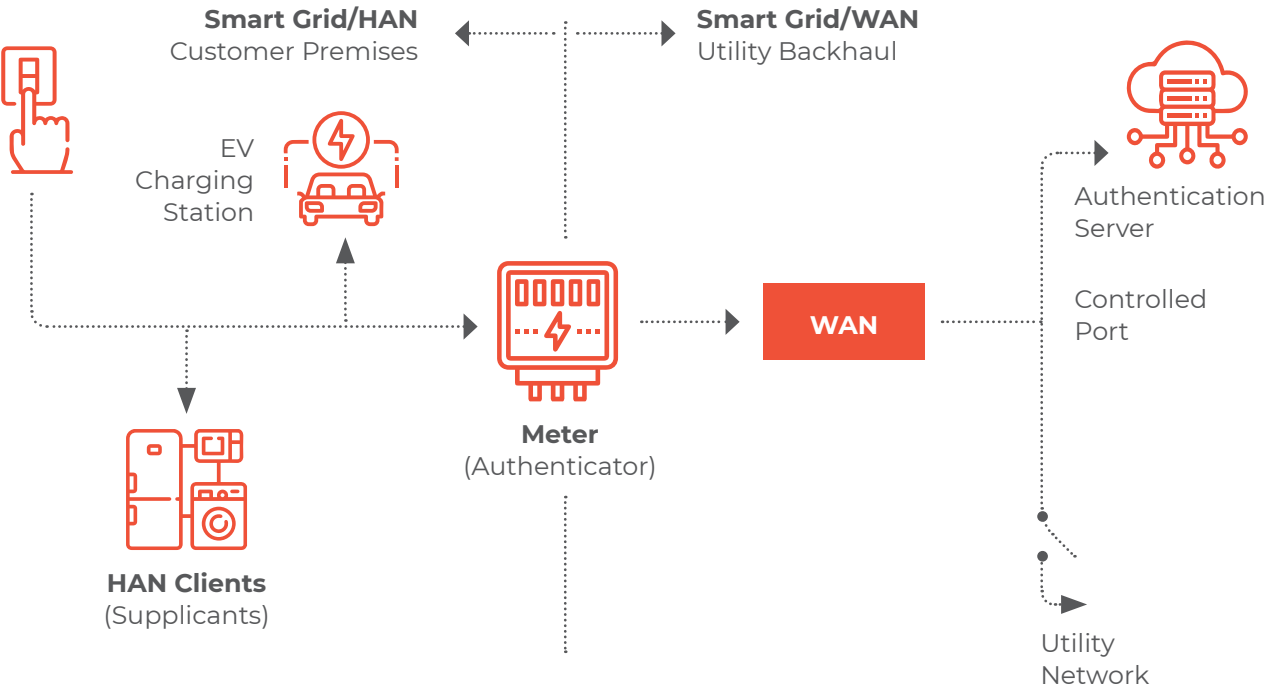 Smart Grid/HAN
Customer Premises
Smart Grid/WAN
Utility Backhaul
EV
Charging
Station
Authentication
Server
Controlled
Port
WAN
Meter
(Authenticator)
HAN Clients
(Supplicants)
Utility
Network